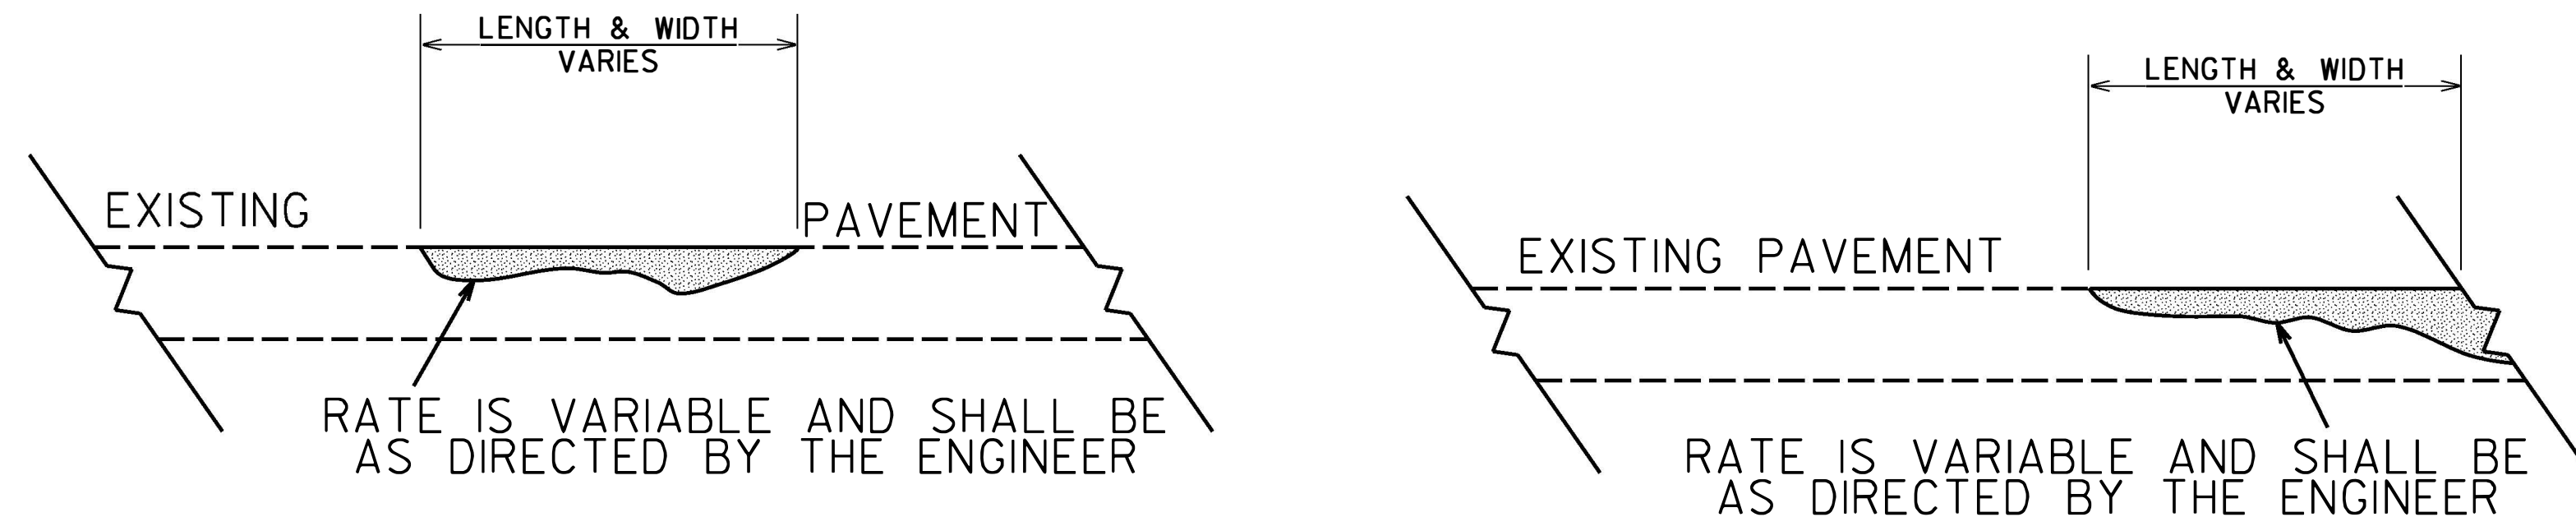 LENGTH & WIDTH
VARIES
EXISTING PAVEMENT
RATE IS VARIABLE AND SHALL BE
AS DIRECTED BY THE ENGINEER
LENGTH & WIDTH
VARIES
EXISTING PAVEMENT
RATE IS VARIABLE AND SHALL BE
AS DIRECTED BY THE ENGINEER